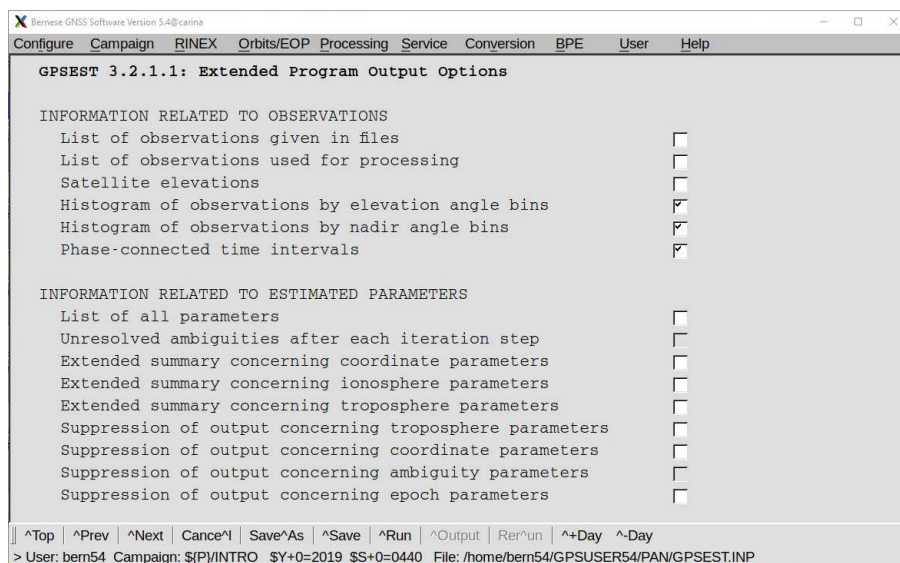 Bernese GNSS Software Version 5.4@carina
Configure Campaign RINEX Orbits/EOP Processing Service Conversion BPE User Help
GPSEST 3.2.1.1: Extended Program Output Options
INFORMATION RELATED TO OBSERVATIONS
List of observations given in files
List of observations used for processing
Satellite elevations
Histogram of observations by elevation angle bins
Histogram of observations by nadir angle bins
Phase-connected time intervals
INFORMATION RELATED TO ESTIMATED PARAMETERS
List of all parameters
Unresolved ambiguities after each iteration step
Extended summary concerning coordinate parameters
Extended summary concerning ionosphere parameters
Extended summary concerning troposphere parameters
Suppression of output concerning troposphere parameters
Suppression of output concerning coordinate parameters
Suppression of output concerning ambiguity parameters
Suppression of output concerning epoch parameters
^Top | ^Prev | ^Next | Cance^l | Save^As | ^Save | ^Run | ^Output | Rer^un | ^+Day ^-Day
> User: bern54 Campaign: ${P}/INTRO $Y+0=2019 $S+0=0440 File: /home/bern54/GPSUSER54/PAN/GPSEST.INP